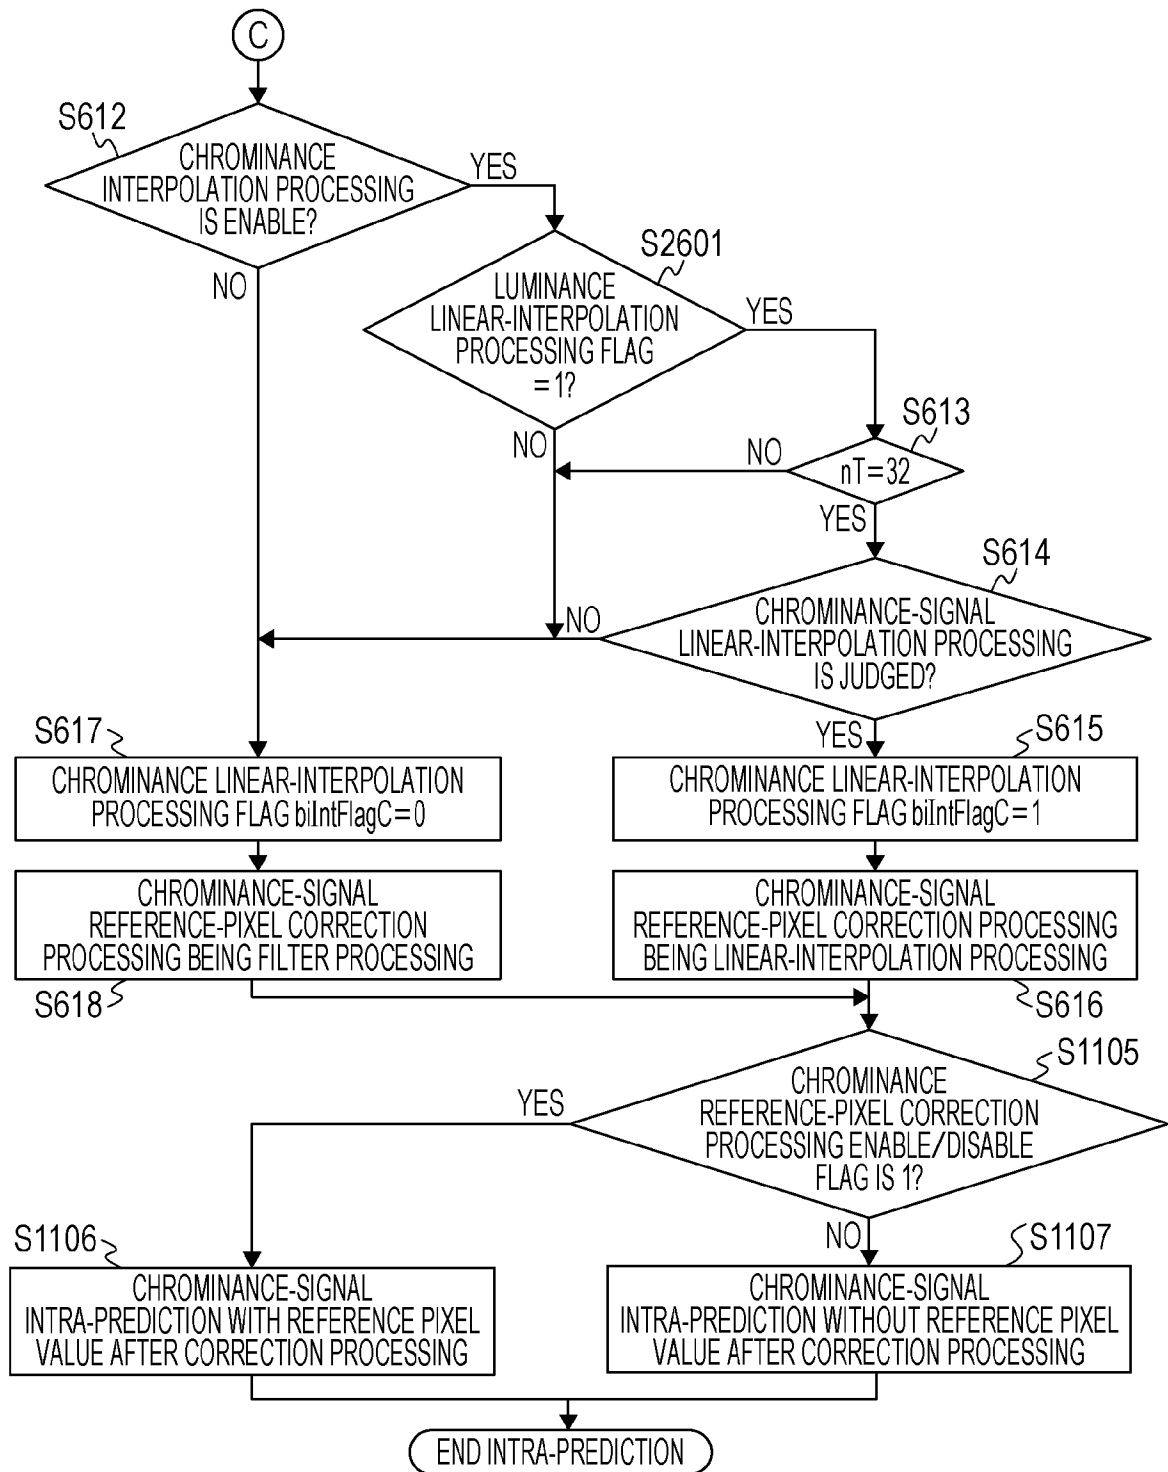 C
S612
CHROMINANCE
INTERPOLATION PROCESSING
IS ENABLE?
YES
NO
S2601
LUMINANCE
LINEAR-INTERPOLATION
PROCESSING FLAG
=1?
YES
NO
S613
nT=32
NO
YES
S614
CHROMINANCE-SIGNAL
LINEAR-INTERPOLATION PROCESSING
IS JUDGED?
NO
YES
S617
CHROMINANCE LINEAR-INTERPOLATION
PROCESSING FLAG biIntFlagC=0
S615
CHROMINANCE LINEAR-INTERPOLATION
PROCESSING FLAG biIntFlagC=1
CHROMINANCE-SIGNAL
REFERENCE-PIXEL CORRECTION
PROCESSING BEING FILTER PROCESSING
S618
CHROMINANCE-SIGNAL
REFERENCE-PIXEL CORRECTION PROCESSING
BEING LINEAR-INTERPOLATION PROCESSING
S616
S1105
CHROMINANCE
REFERENCE-PIXEL CORRECTION
PROCESSING ENABLE/DISABLE
FLAG IS 1?
YES
NO
S1106
CHROMINANCE-SIGNAL
INTRA-PREDICTION WITH REFERENCE PIXEL
VALUE AFTER CORRECTION PROCESSING
S1107
CHROMINANCE-SIGNAL
INTRA-PREDICTION WITHOUT REFERENCE PIXEL
VALUE AFTER CORRECTION PROCESSING
END INTRA-PREDICTION